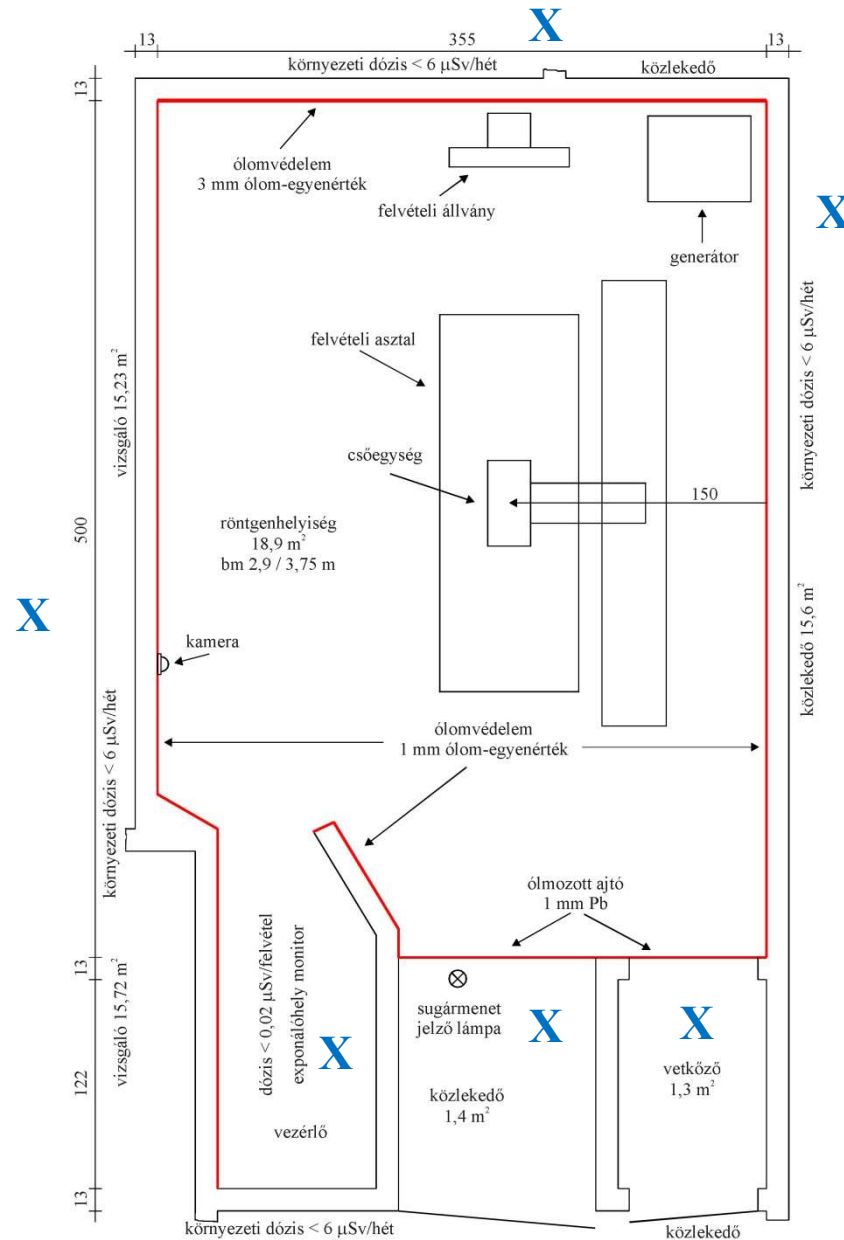 X
13
355
13
környezeti dózis < 6 µSv/hét
közlekedő
13
ólomvédelem
3 mm ólom-egyenérték
felvételi állvány
generátor
X
felvételi asztal
vizsgáló 15,23 m²
környezeti dózis < 6 µSv/hét
csőegység
150
500
röntgenhelyiség
18,9 m²
bm 2,9 / 3,75 m
X
kamera
közlekedő 15,6 m²
ólomvédelem
1 mm ólom-egyenérték
környezeti dózis < 6 µSv/hét
ólmozott ajtó
1 mm Pb
13
vizsgáló 15,72 m²
dózis < 0,02 µSv/felvétel
exponálóhely monitor
sugármenet
jelző lámpa
X
X
X
122
vezérlő
közlekedő
1,4 m²
vetkőző
1,3 m²
13
környezeti dózis < 6 µSv/hét
közlekedő